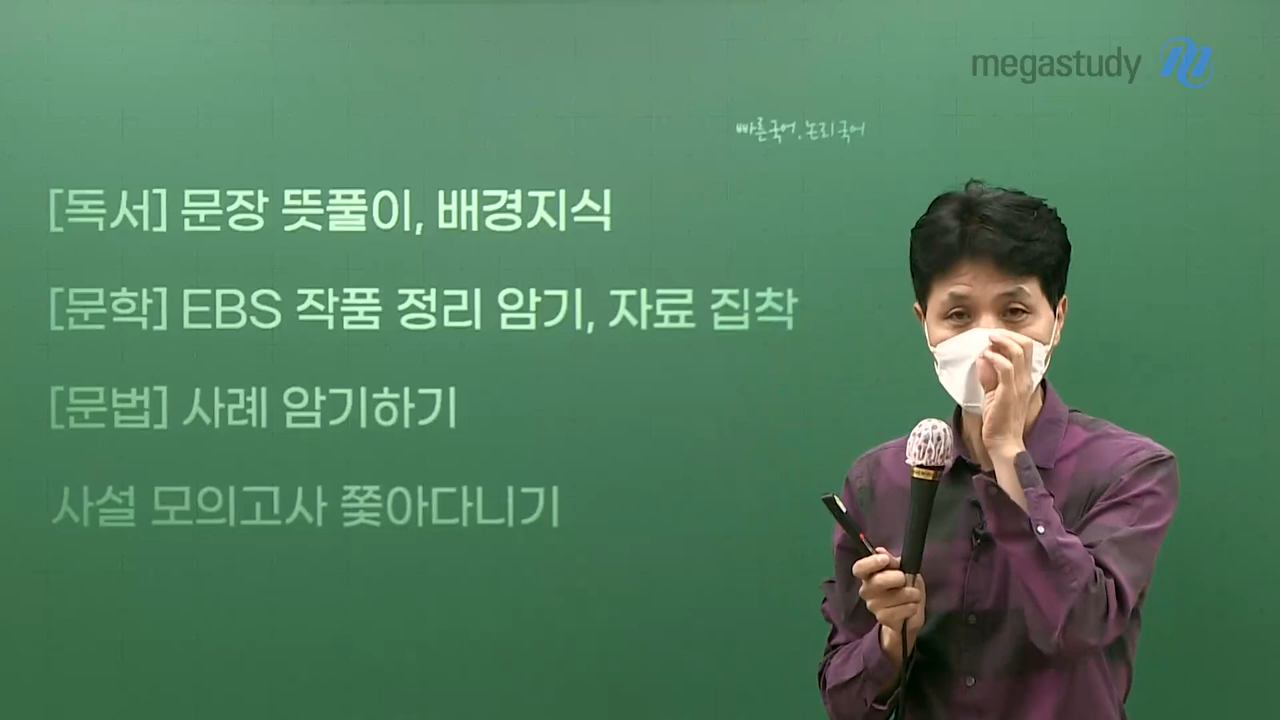 megastudy
빠른국어. 논리국어
[독서] 문장 뜻풀이, 배경지식
[문학] EBS 작품 정리 암기, 자료 집착
[문법] 사례 암기하기
사설 모의고사 쫓아다니기